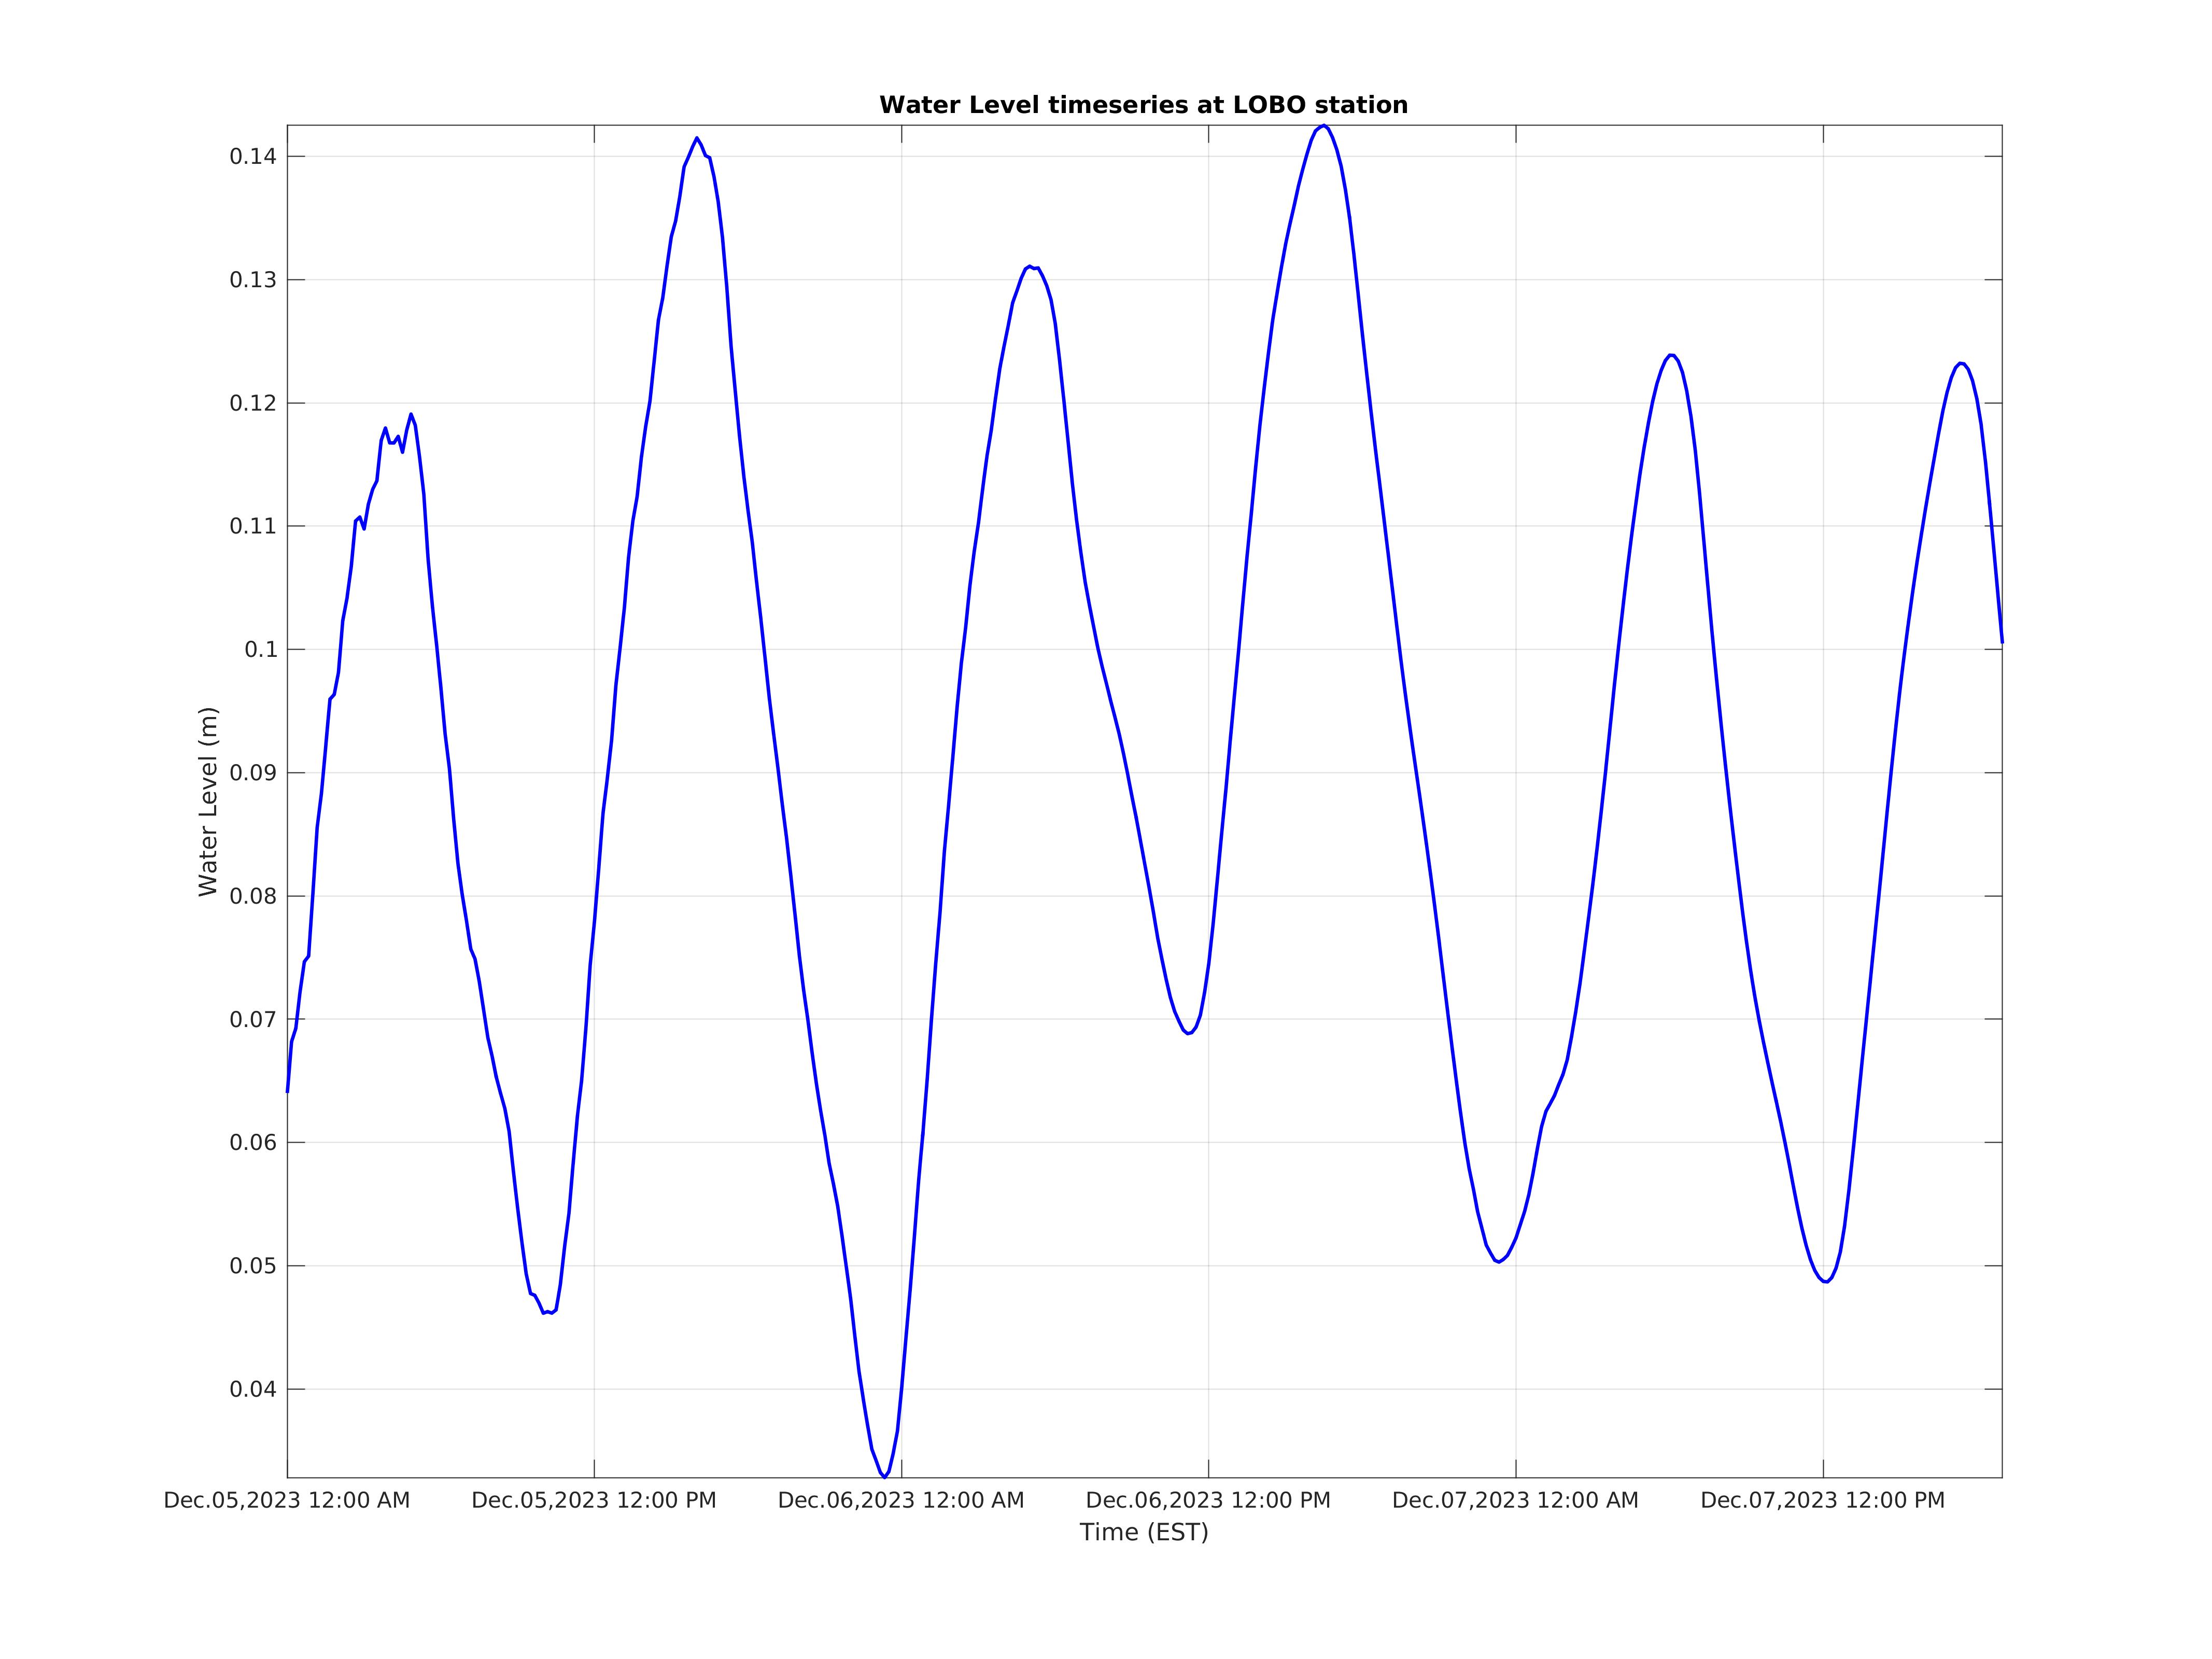 Water Level timeseries at LOBO station
0.14
0.13
0.12
0.11
0.1
0.09
0.08
0.07
0.06
0.05
0.04
Water Level (m)
Dec.05,2023 12:00 AM Dec.05,2023 12:00 PM Dec.06,2023 12:00 AM Dec.06,2023 12:00 PM Dec.07,2023 12:00 AM Dec.07,2023 12:00 PM
Time (EST)